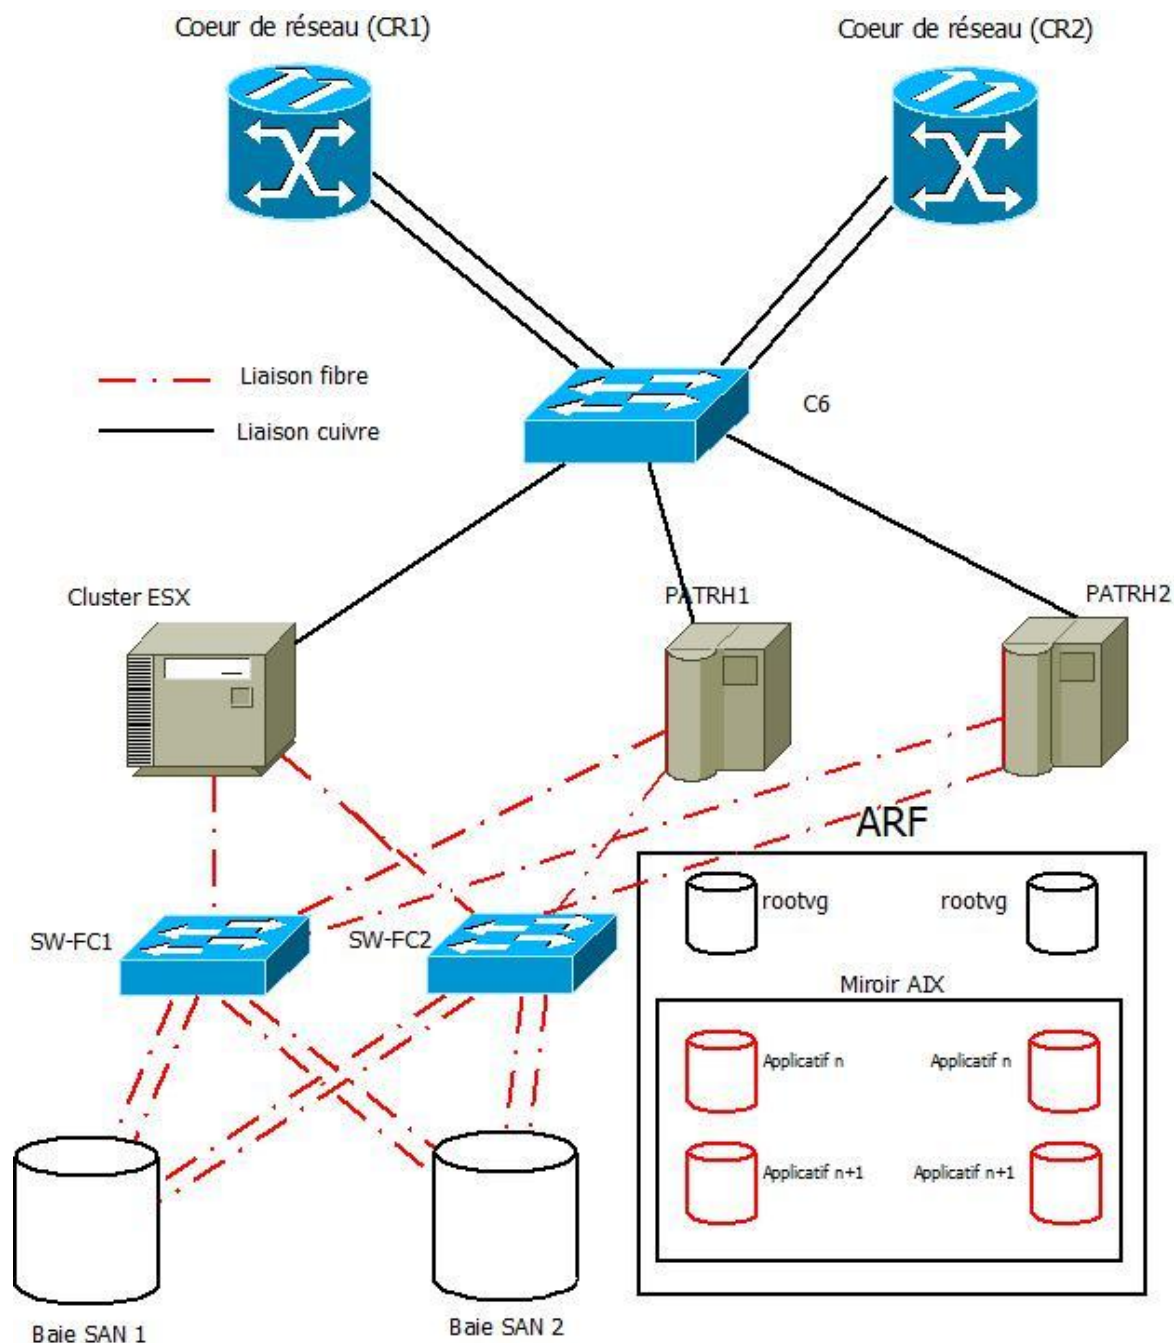 Coeur de réseau (CR1)
Coeur de réseau (CR2)
Liaison fibre
C6
Liaison cuivre
Cluster ESX
PATRH1
PATRH2
ARF
rootvg
rootvg
SW-FC1
SW-FC2
Miroir AIX
Applicatif n
Applicatif n
Applicatif n+1
Applicatif n+1
Baie SAN 1
Baie SAN 2